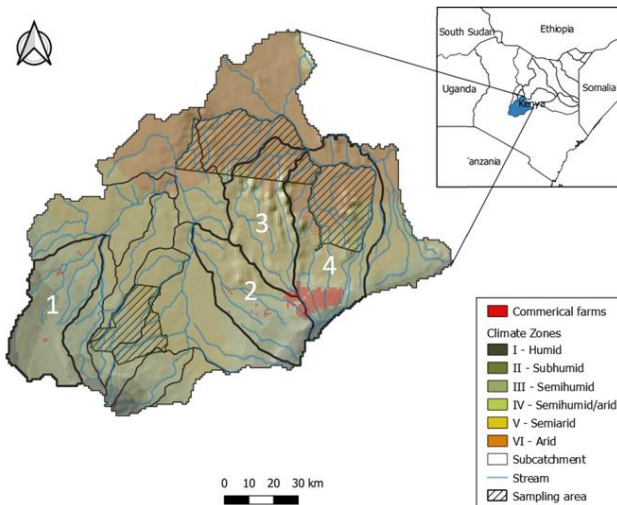 South Sudan
Ethiopia
Uganda
Kenya
Somalia
'anzania
3
4
1
2
Commerical farms
Climate Zones
I - Humid
II - Subhumid
III - Semihumid
IV - Semihumid/arid
V - Semiarid
VI - Arid
Subcatchment
Stream
Sampling area
0 10 20 30 km